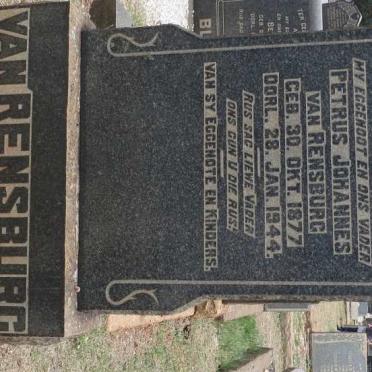 MY EGGENOOT EN ONS VADER
PETRUS JOHANNES
VAN RENSBURG
GEB. 30 OKT 1877
OORL. 28 JAN 1944.
RUS SAG LIEWE VADER
ONS GUN U DIE RUS.
VAN SY EGGENOTE EN KINDERS.
VAN RENSBURG